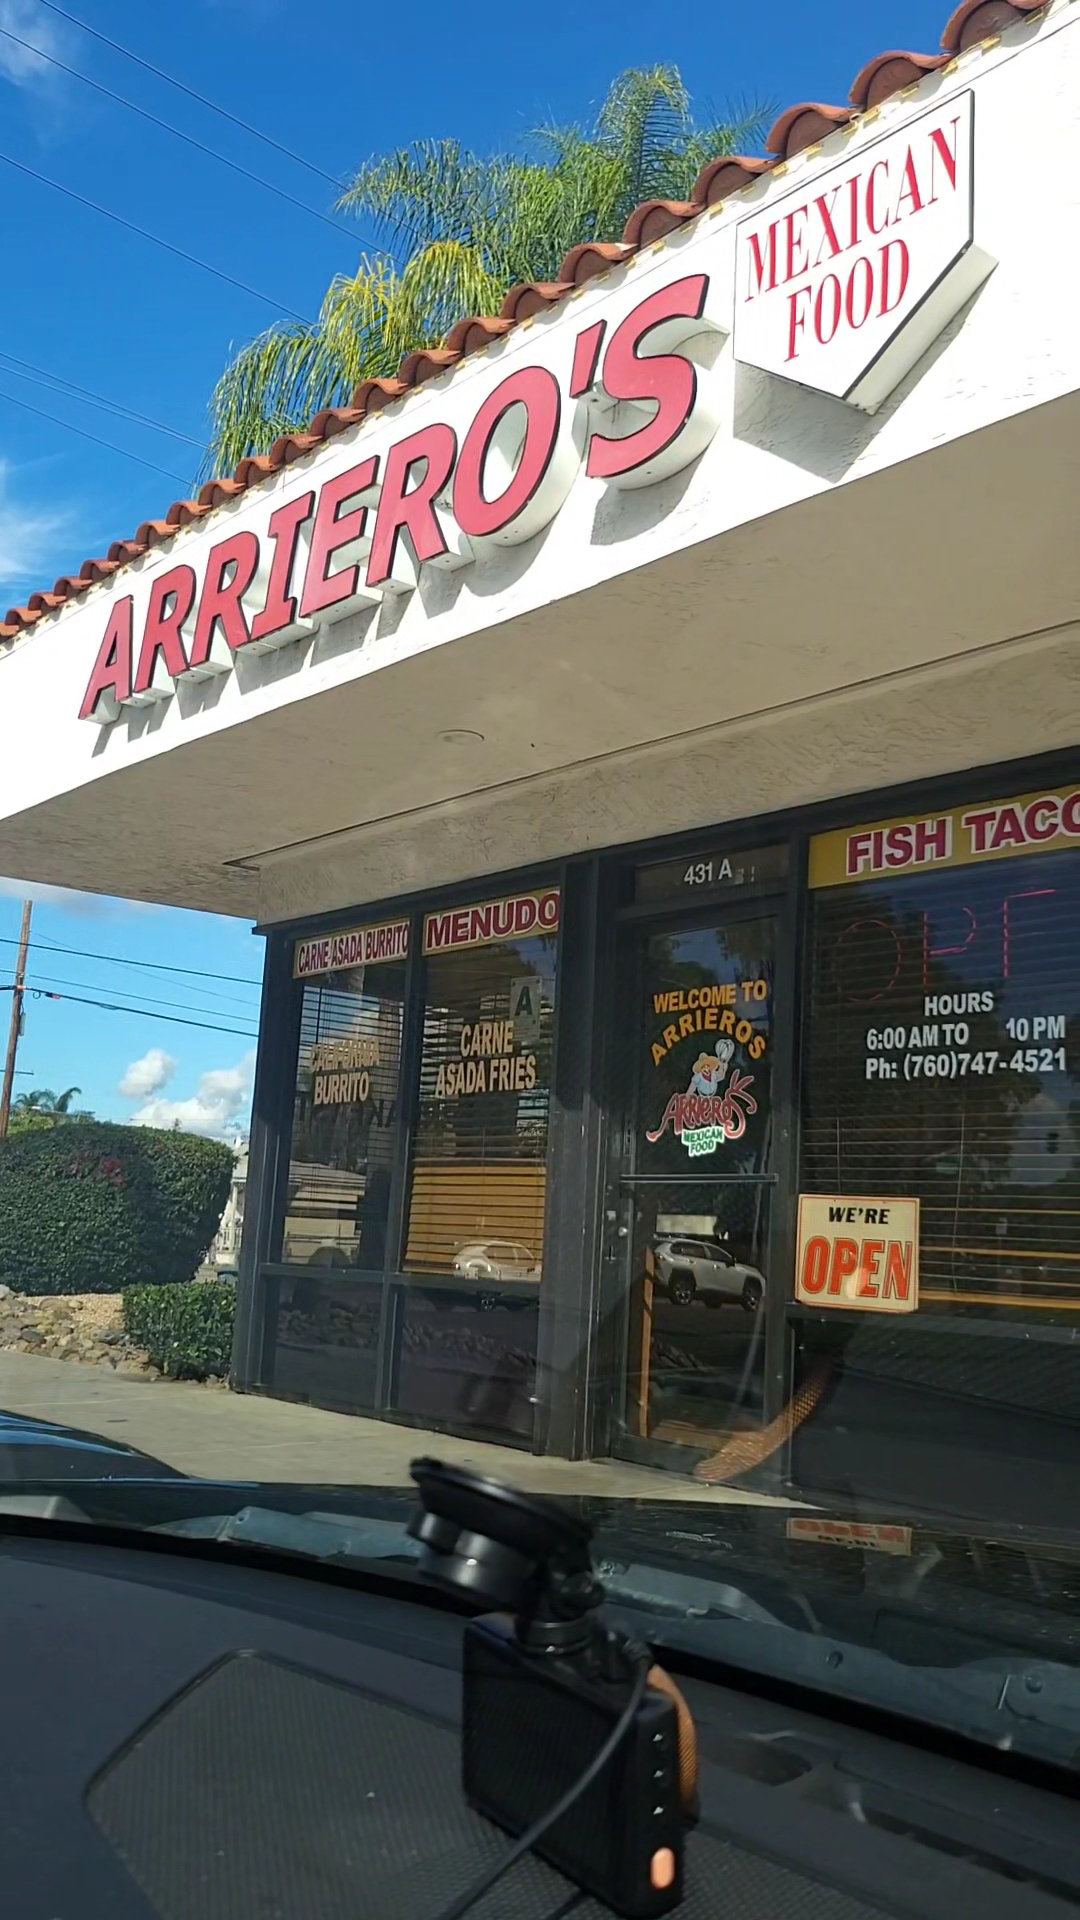 ARRIERO'S
MEXICAN
FOOD
CARNE ASADA BURRITO
MENUDO
431 A
FISH TACO
A
CALIFORNIA
BURRITO
CARNE
ASADA FRIES
WELCOME TO
ARRIEROS
ARRIEROS
MEXICAN
FOOD
OPE
HOURS
6:00 AM TO 10 PM
Ph: (760)747-4521
WE'RE
OPEN